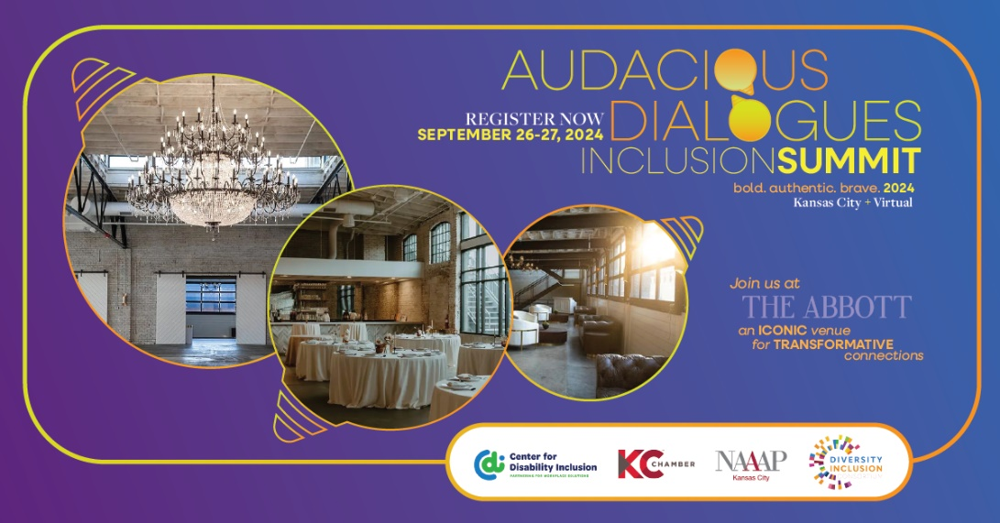 AUDACIOUS
DIALOGUES
REGISTER NOW
SEPTEMBER 26-27, 2024
INCLUSIONSUMMIT
bold. authentic. brave. 2024
Kansas City + Virtual
Join us at
THE ABBOTT
an ICONIC venue
for TRANSFORMATIVE
connections
Center for
Disability Inclusion
PARTNERING FOR WORKPLACE SOLUTIONS
KC CHAMBER
NAAAP
Kansas City
DIVERSITY
INCLUSION